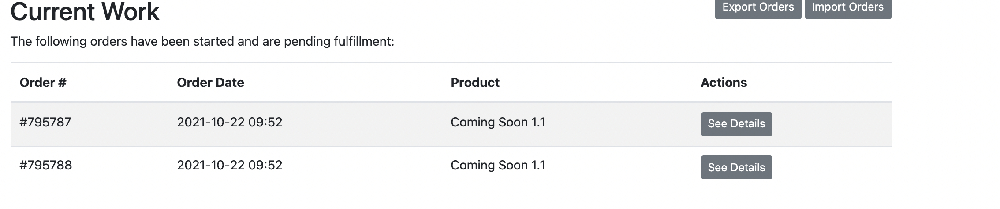 Current Work
Export Orders Import Orders
The following orders have been started and are pending fulfillment:
Order # Order Date Product Actions
#795787 2021-10-22 09:52 Coming Soon 1.1 See Details
#795788 2021-10-22 09:52 Coming Soon 1.1 See Details